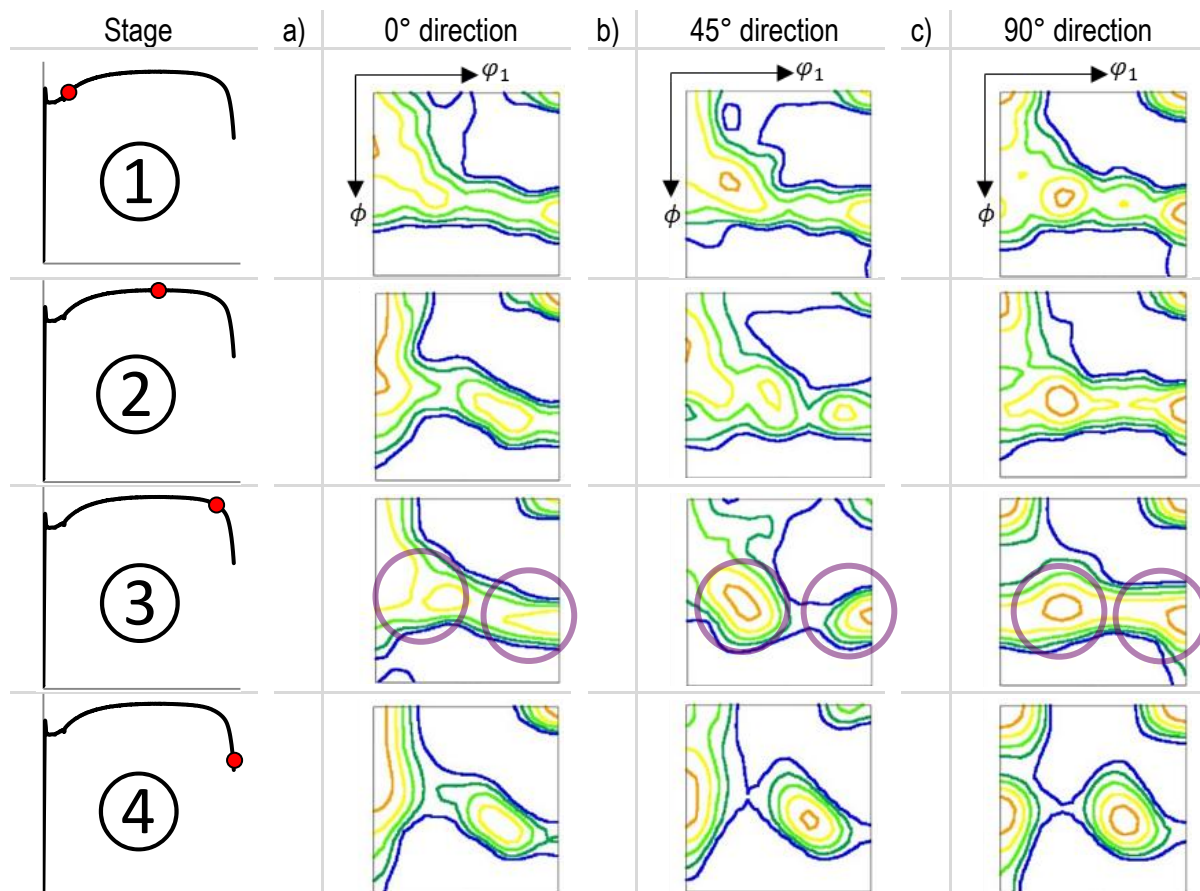 Stage a) 0° direction b) 45° direction c) 90° direction
φ₁ φ₁ φ₁
ϕ ϕ ϕ
1
2
3
4